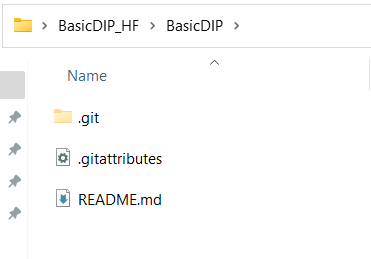 BasicDIP_HF BasicDIP
Name
.git
.gitattributes
README.md